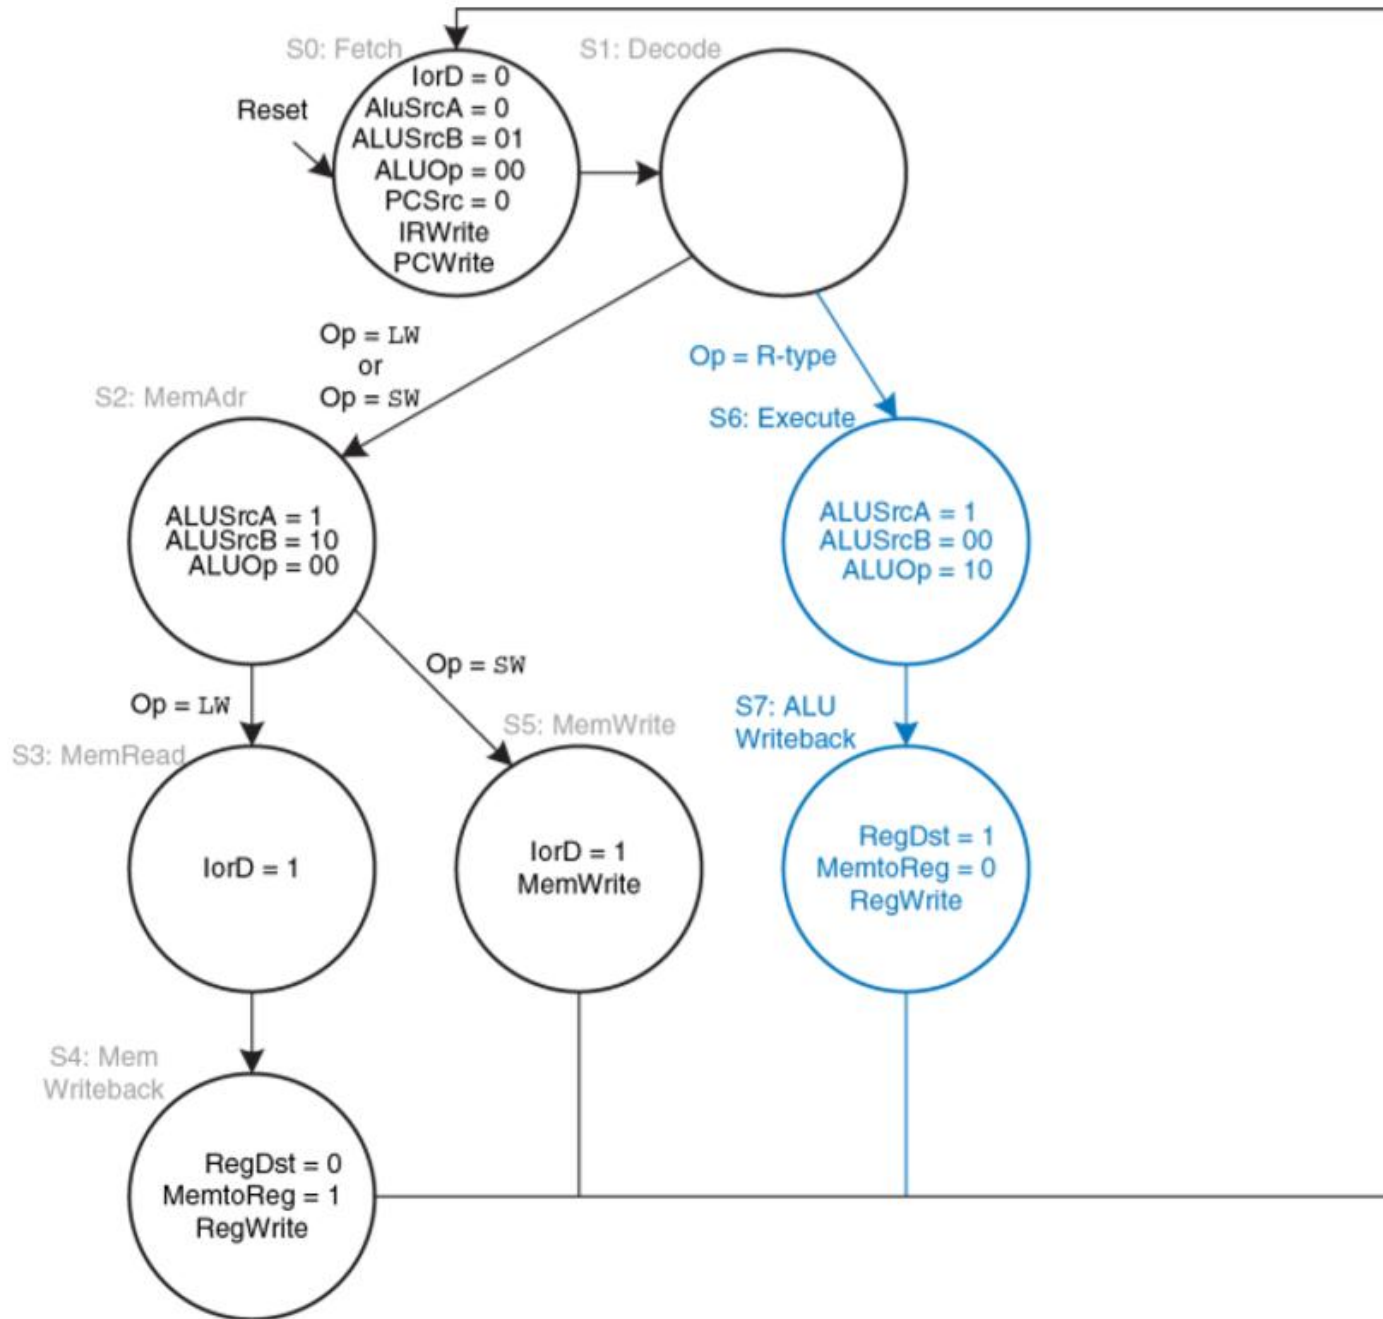 S0: Fetch
S1: Decode
Reset
IorD = 0
AluSrcA = 0
ALUSrcB = 01
ALUOp = 00
PCSrc = 0
IRWrite
PCWrite
Op = LW
or
Op = SW
Op = R-type
S2: MemAdr
S6: Execute
ALUSrcA = 1
ALUSrcB = 10
ALUOp = 00
ALUSrcA = 1
ALUSrcB = 00
ALUOp = 10
Op = SW
Op = LW
S3: MemRead
S5: MemWrite
S7: ALU
Writeback
IorD = 1
IorD = 1
MemWrite
RegDst = 1
MemtoReg = 0
RegWrite
S4: Mem
Writeback
RegDst = 0
MemtoReg = 1
RegWrite